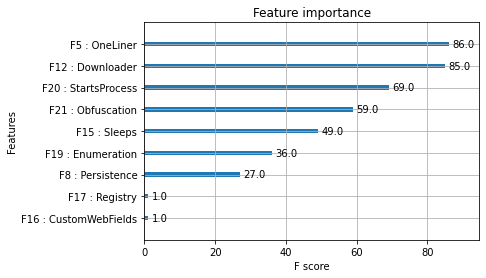 Feature importance
Features
F5 : OneLiner 86.0
F12 : Downloader 85.0
F20 : StartsProcess 69.0
F21 : Obfuscation 59.0
F15 : Sleeps 49.0
F19 : Enumeration 36.0
F8 : Persistence 27.0
F17 : Registry 1.0
F16 : CustomWebFields 1.0
0 20 40 60 80
F score